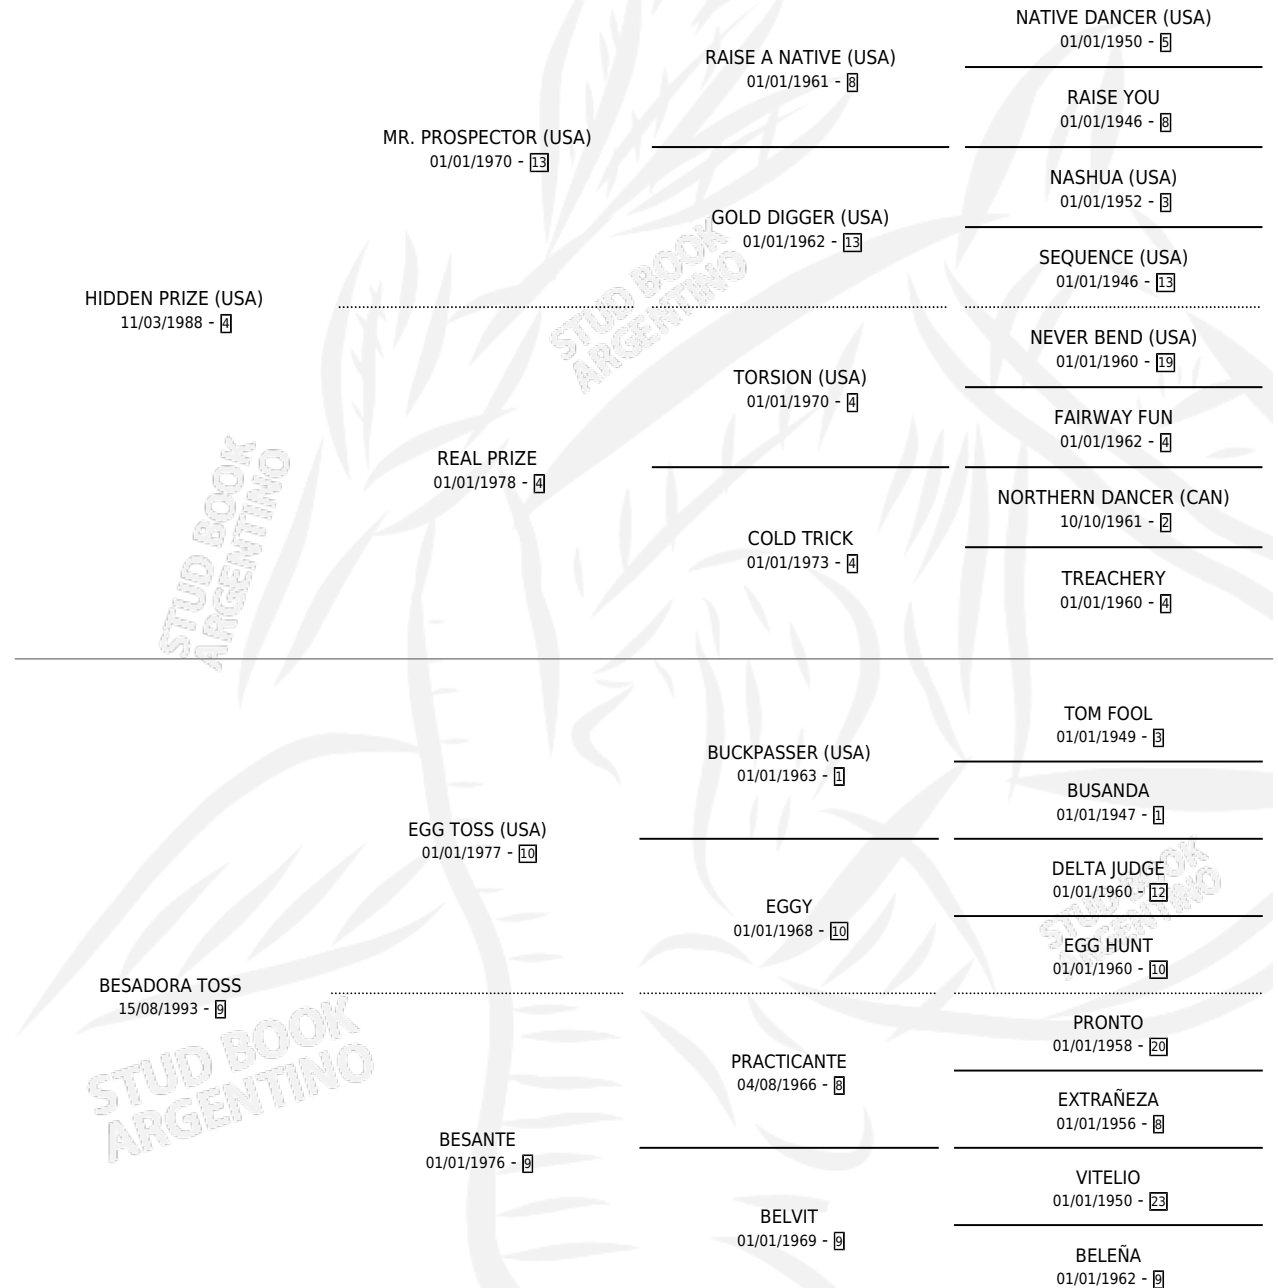 NATIVE DANCER (USA)
01/01/1950 - 5
RAISE A NATIVE (USA)
01/01/1961 - 8
RAISE YOU
01/01/1946 - 8
MR. PROSPECTOR (USA)
01/01/1970 - 13
NASHUA (USA)
01/01/1952 - 3
GOLD DIGGER (USA)
01/01/1962 - 13
SEQUENCE (USA)
01/01/1946 - 13
HIDDEN PRIZE (USA)
11/03/1988 - 4
NEVER BEND (USA)
01/01/1960 - 19
TORSION (USA)
01/01/1970 - 4
FAIRWAY FUN
01/01/1962 - 4
REAL PRIZE
01/01/1978 - 4
NORTHERN DANCER (CAN)
10/10/1961 - 2
COLD TRICK
01/01/1973 - 4
TREACHERY
01/01/1960 - 4
TOM FOOL
01/01/1949 - 3
BUCKPASSER (USA)
01/01/1963 - 1
BUSANDA
01/01/1947 - 1
EGG TOSS (USA)
01/01/1977 - 10
DELTA JUDGE
01/01/1960 - 12
EGGY
01/01/1968 - 10
EGG HUNT
01/01/1960 - 10
BESADORA TOSS
15/08/1993 - 9
PRONTO
01/01/1958 - 20
PRACTICANTE
04/08/1966 - 8
EXTRAÑEZA
01/01/1956 - 8
BESANTE
01/01/1976 - 9
VITELIO
01/01/1950 - 23
BELVIT
01/01/1969 - 9
BELEÑA
01/01/1962 - 9
STUD BOOK
ARGENTINO
STUD BOOK
ARGENTINO
STUD BOOK
ARGENTINO
STUD BOOK
ARGENTINO